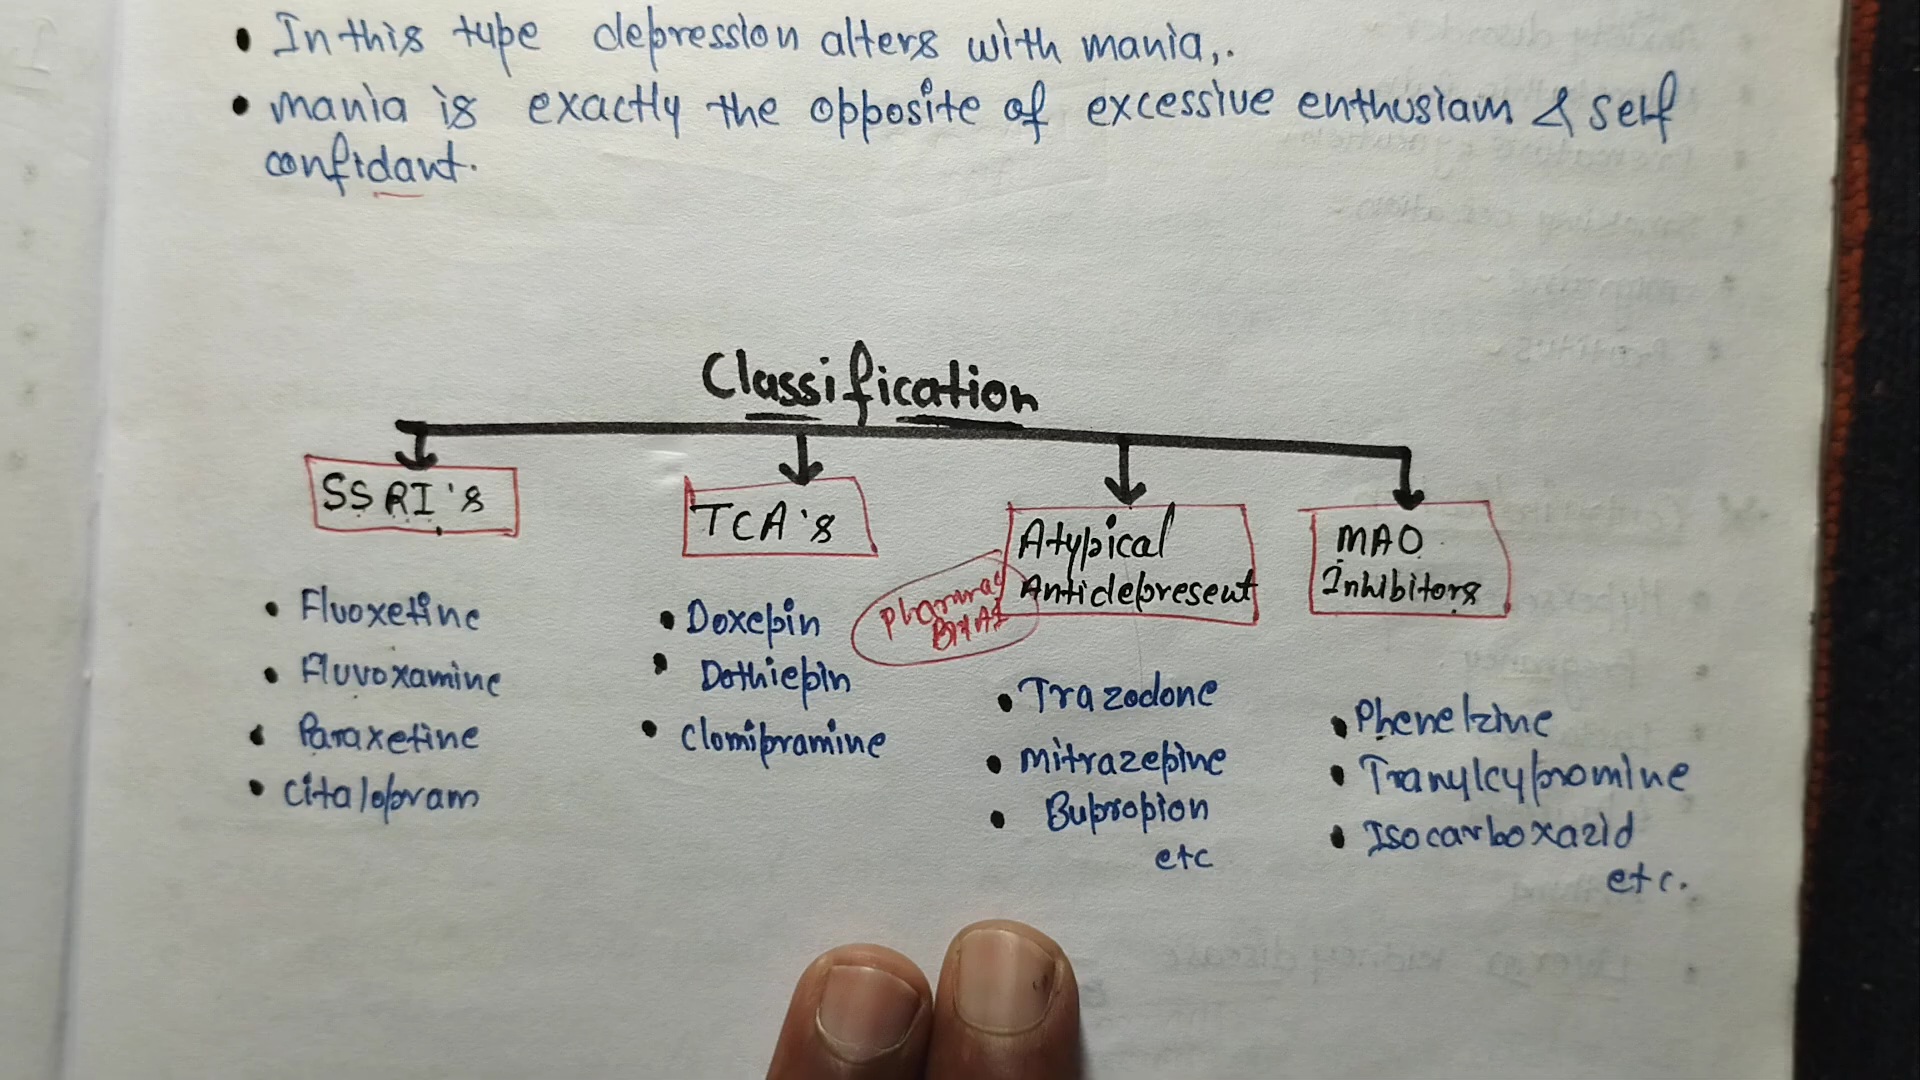 • In this type depression alters with mania,.
• mania is exactly the opposite of excessive enthusiam & self
confidant.
Classification
SSRI's
TCA's
Atypical
Antidepresent
MAO
Inhibitors
• Fluoxetine
• Fluvoxamine
• Paraxetine
• Citalopram
• Doxepin
• Dothiepin
• Clomipramine
• Trazodone
• Mitrazepine
• Bupropion
etc
• Phenelzine
• Tranylcypromine
• Isocarboxazid
etc.